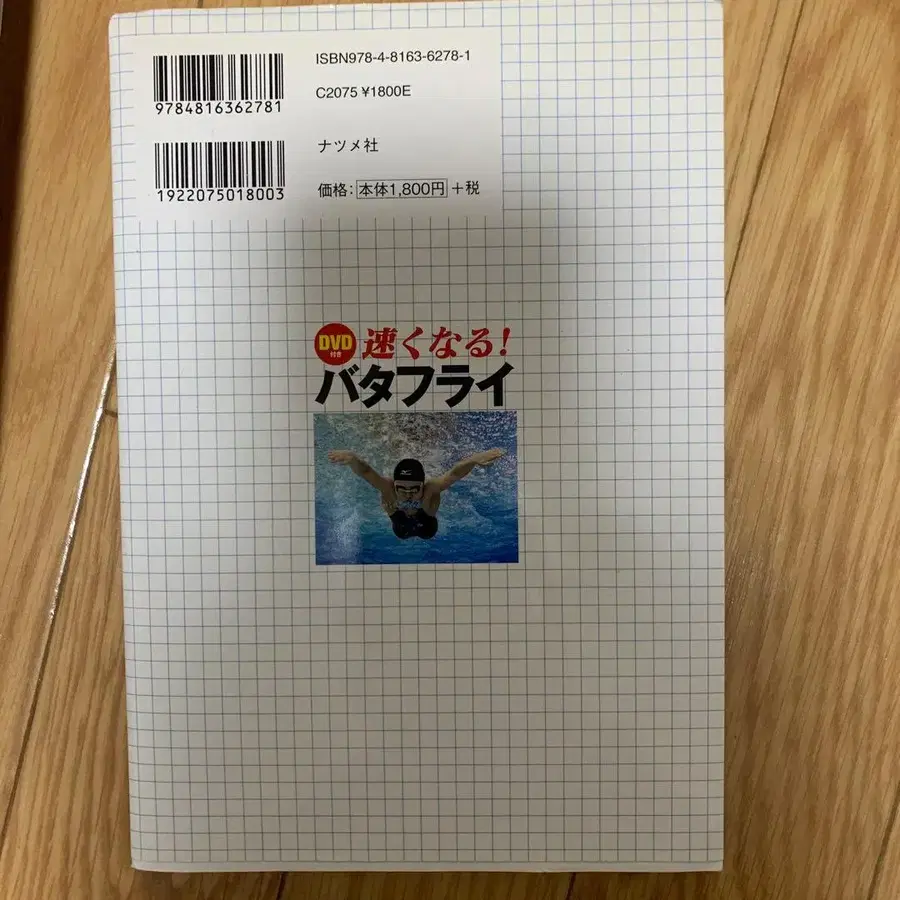 ISBN978-4-8163-6278-1
9784816362781
C2075 ¥1800E
ナツメ社
1922075018003
価格: 本体1,800円 +税
DVD付き 速くなる!
バタフライ